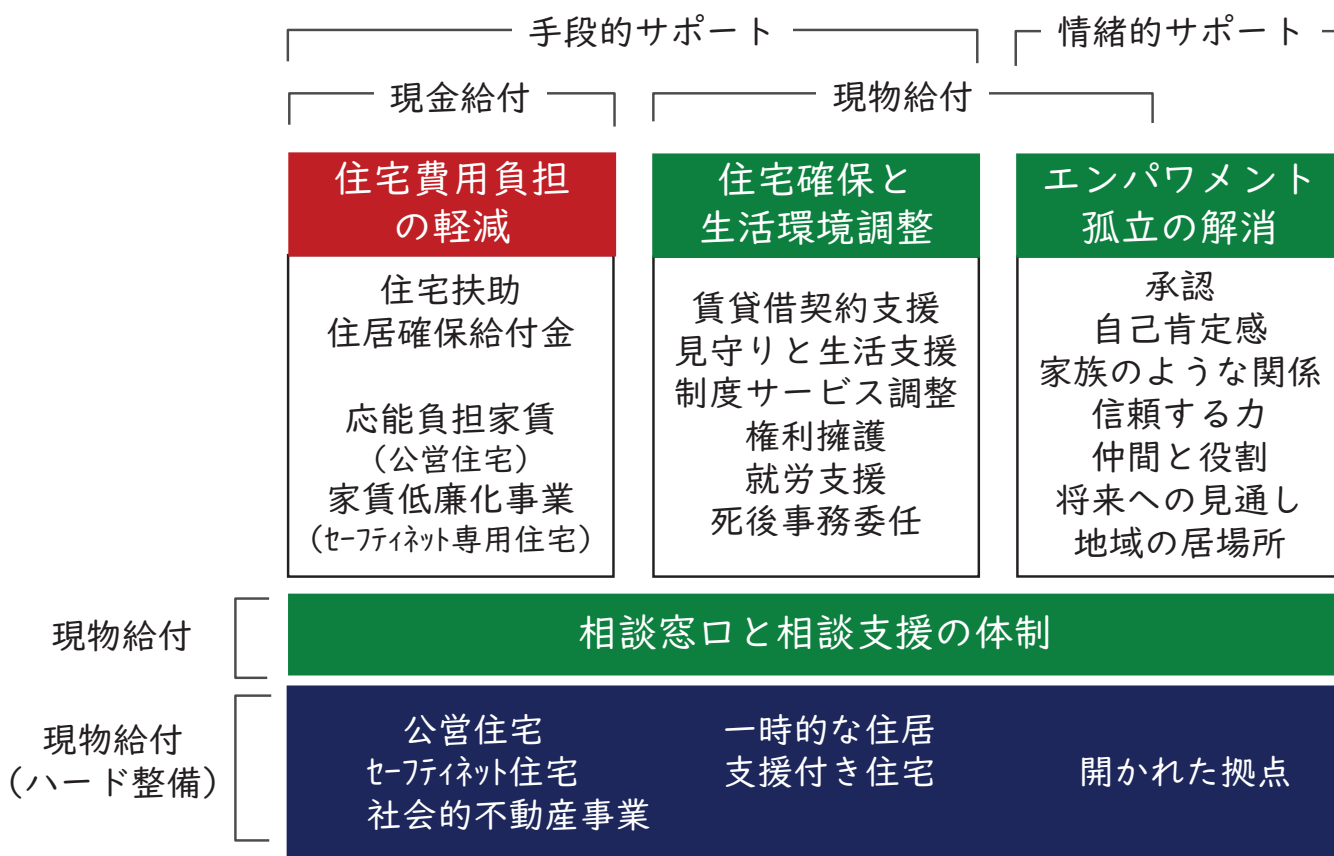 手段的サポート
情緒的サポート
現金給付
現物給付
住宅費用負担
の軽減
住宅扶助
住居確保給付金
応能負担家賃
(公営住宅)
家賃低廉化事業
(セーフティネット専用住宅)
住宅確保と
生活環境調整
賃貸借契約支援
見守りと生活支援
制度サービス調整
権利擁護
就労支援
死後事務委任
エンパワメント
孤立の解消
承認
自己肯定感
家族のような関係
信頼する力
仲間と役割
将来への見通し
地域の居場所
現物給付
相談窓口と相談支援の体制
現物給付
(ハード整備)
公営住宅
セーフティネット住宅
社会的不動産事業
一時的な住居
支援付き住宅
開かれた拠点